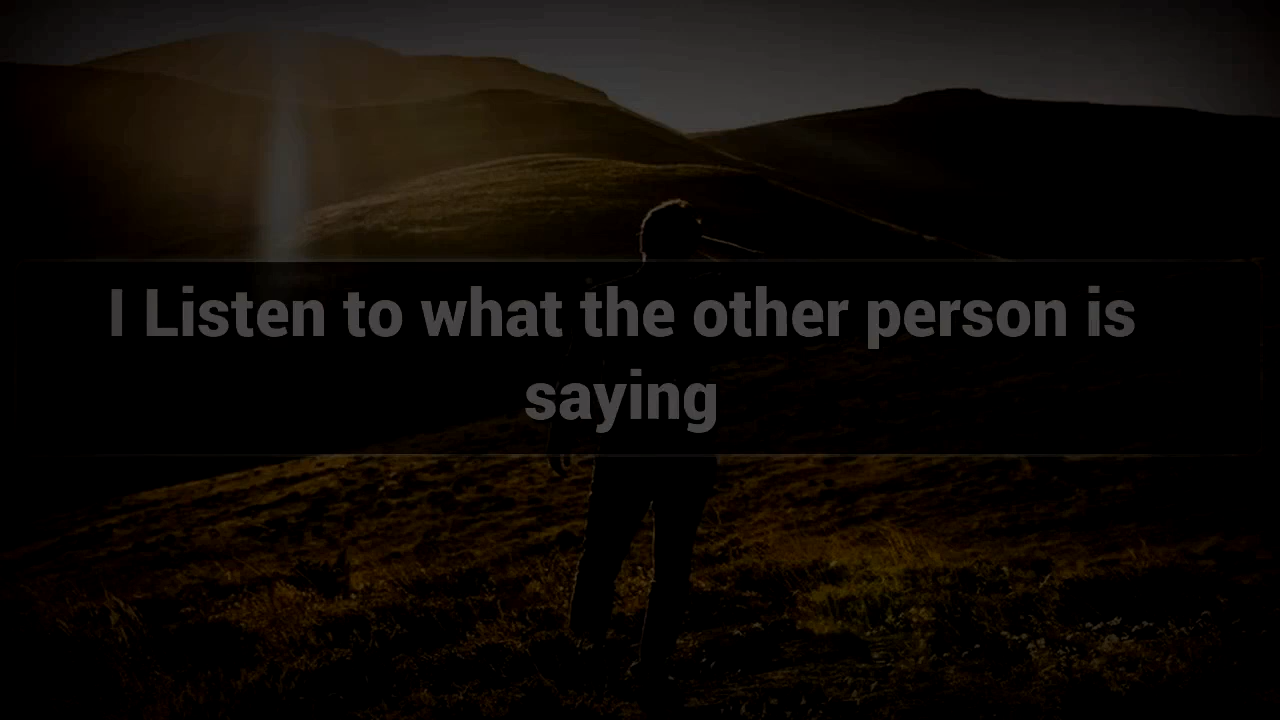 I Listen to what the other person is
saying